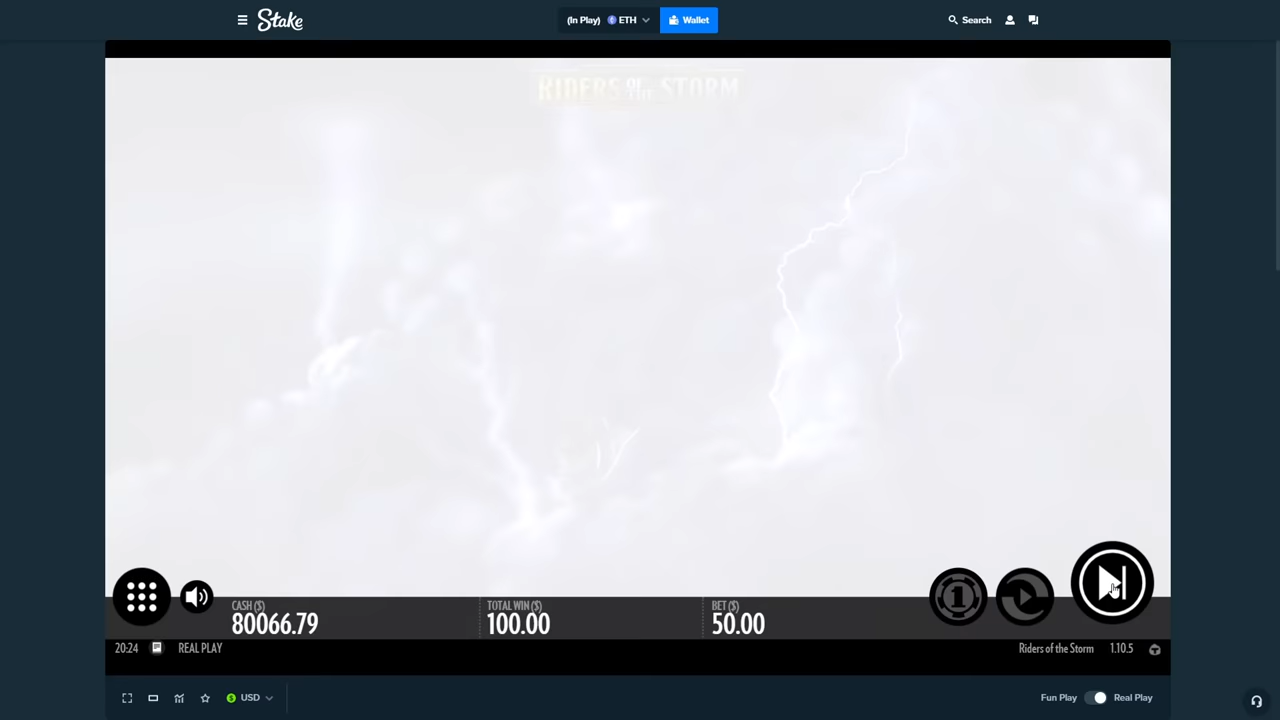 Stake
(In Play) ETH
Wallet
Search
RIDERS OF THE STORM
1
CASH ($)
80066.79
TOTAL WIN ($)
100.00
BET ($)
50.00
20:24
REAL PLAY
Riders of the Storm
1.10.5
USD
Fun Play
Real Play